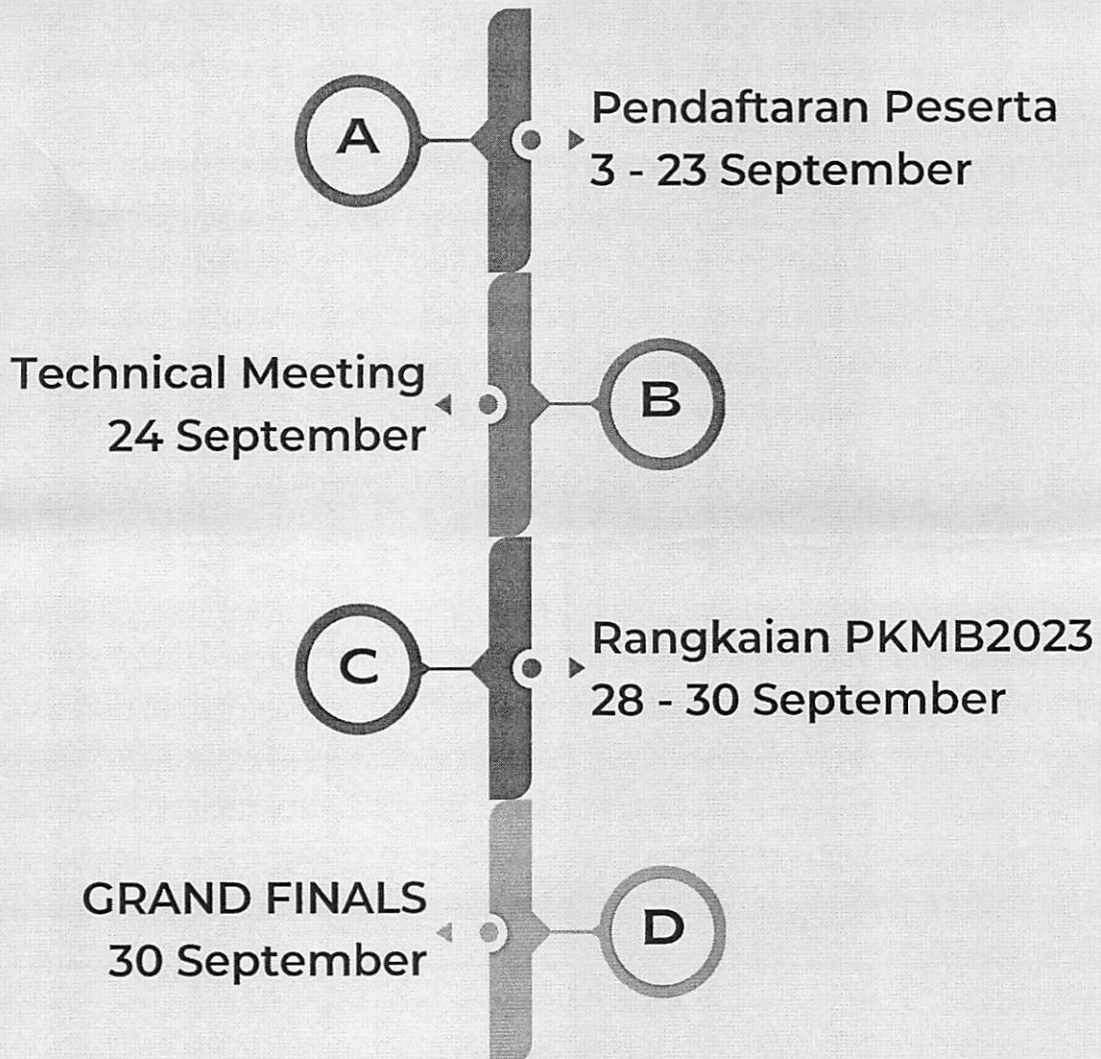 A
Pendaftaran Peserta
3 - 23 September
Technical Meeting
24 September
B
C
Rangkaian PKMB2023
28 - 30 September
GRAND FINALS
30 September
D